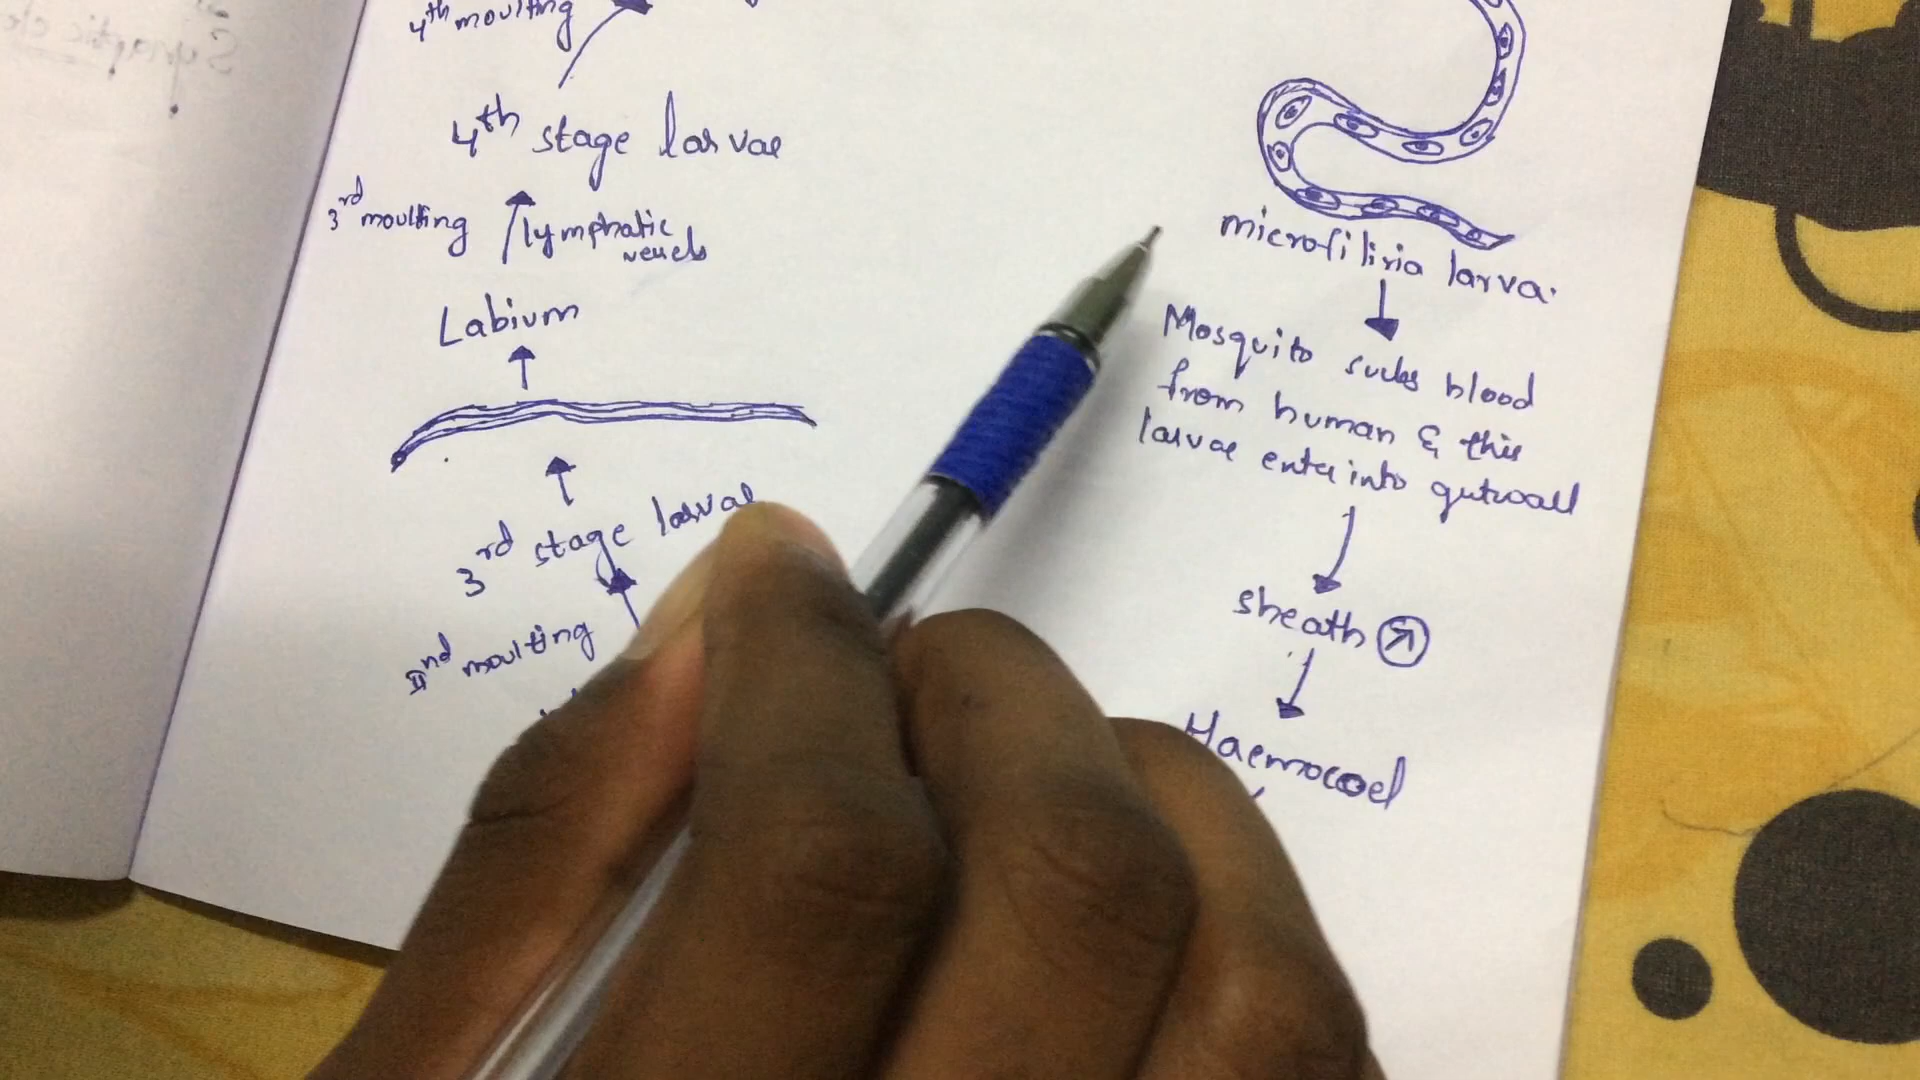 4th moulting
4th stage larvae
3rd moulting
lymphatic
vessels
Labium
3rd stage larvae
IInd moulting
microfiliria larva.
Mosquito sucks blood
from human & this
larvae enter into gutwall
sheath
Haemocoel